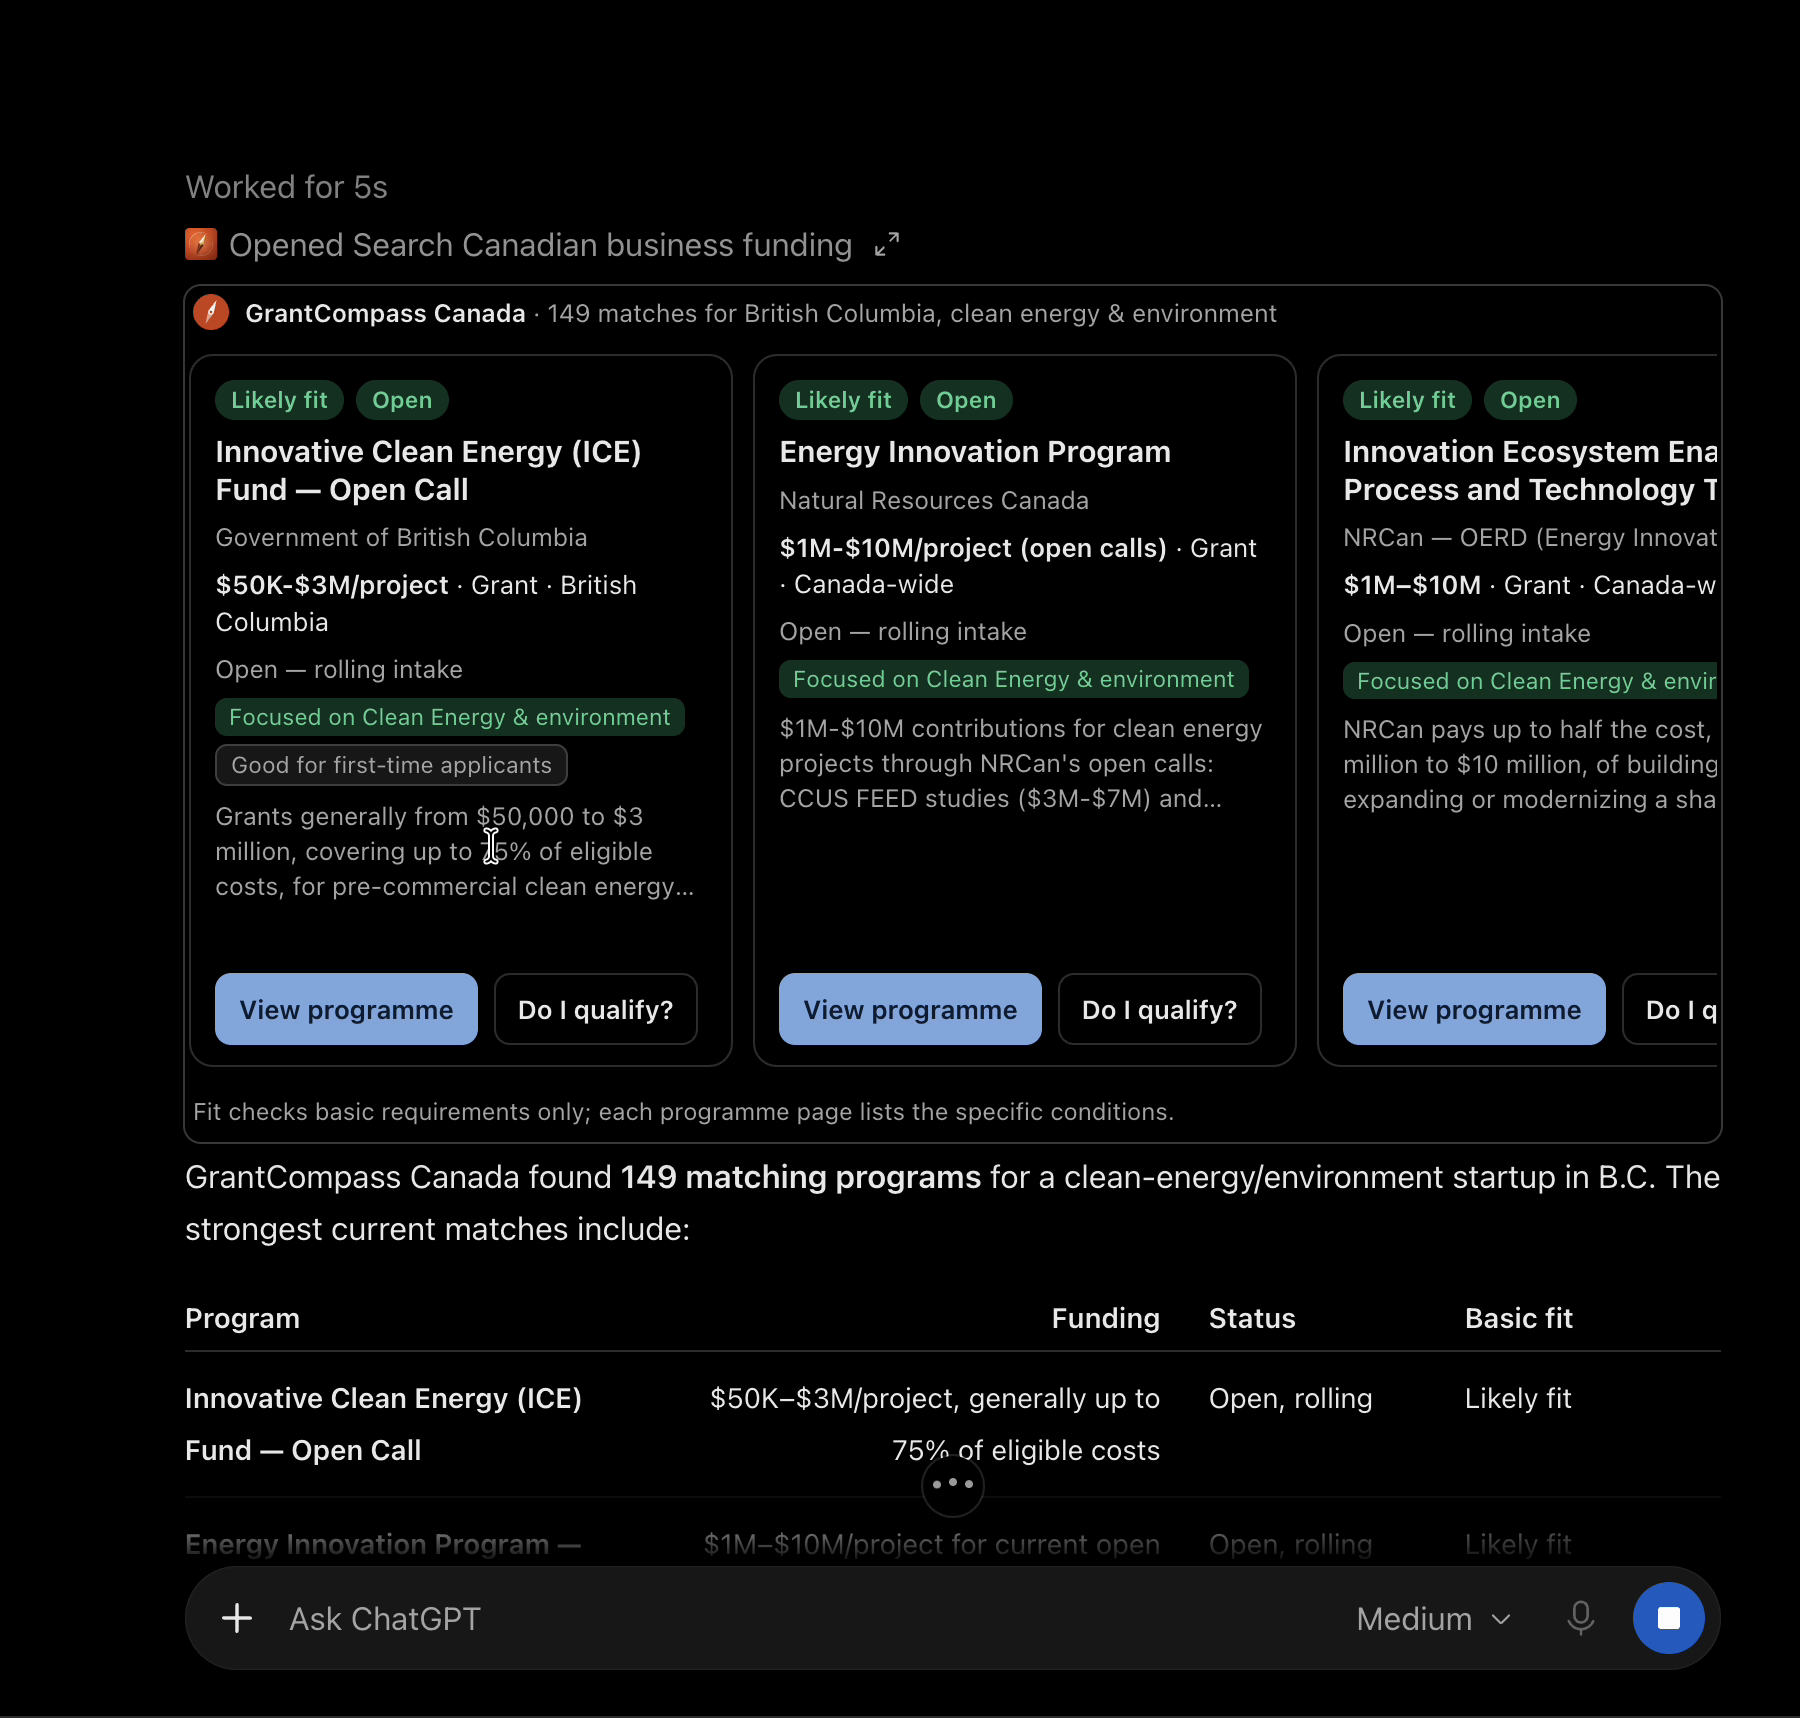 Worked for 5s
Opened Search Canadian business funding
GrantCompass Canada · 149 matches for British Columbia, clean energy & environment
Likely fit Open
Innovative Clean Energy (ICE)
Fund — Open Call
Government of British Columbia
$50K-$3M/project · Grant · British
Columbia
Open — rolling intake
Focused on Clean Energy & environment
Good for first-time applicants
Grants generally from $50,000 to $3
million, covering up to 75% of eligible
costs, for pre-commercial clean energy...
View programme Do I qualify?
Likely fit Open
Energy Innovation Program
Natural Resources Canada
$1M-$10M/project (open calls) · Grant
· Canada-wide
Open — rolling intake
Focused on Clean Energy & environment
$1M-$10M contributions for clean energy
projects through NRCan's open calls:
CCUS FEED studies ($3M-$7M) and...
View programme Do I qualify?
Likely fit Open
Innovation Ecosystem Ena
Process and Technology T
NRCan — OERD (Energy Innovat
$1M–$10M · Grant · Canada-w
Open — rolling intake
Focused on Clean Energy & envir
NRCan pays up to half the cost,
million to $10 million, of building
expanding or modernizing a sha
View programme Do I q
Fit checks basic requirements only; each programme page lists the specific conditions.
GrantCompass Canada found 149 matching programs for a clean-energy/environment startup in B.C. The
strongest current matches include:
Program Funding Status Basic fit
Innovative Clean Energy (ICE) $50K–$3M/project, generally up to Open, rolling Likely fit
Fund — Open Call 75% of eligible costs
Energy Innovation Program — $1M–$10M/project for current open Open, rolling Likely fit
Ask ChatGPT Medium